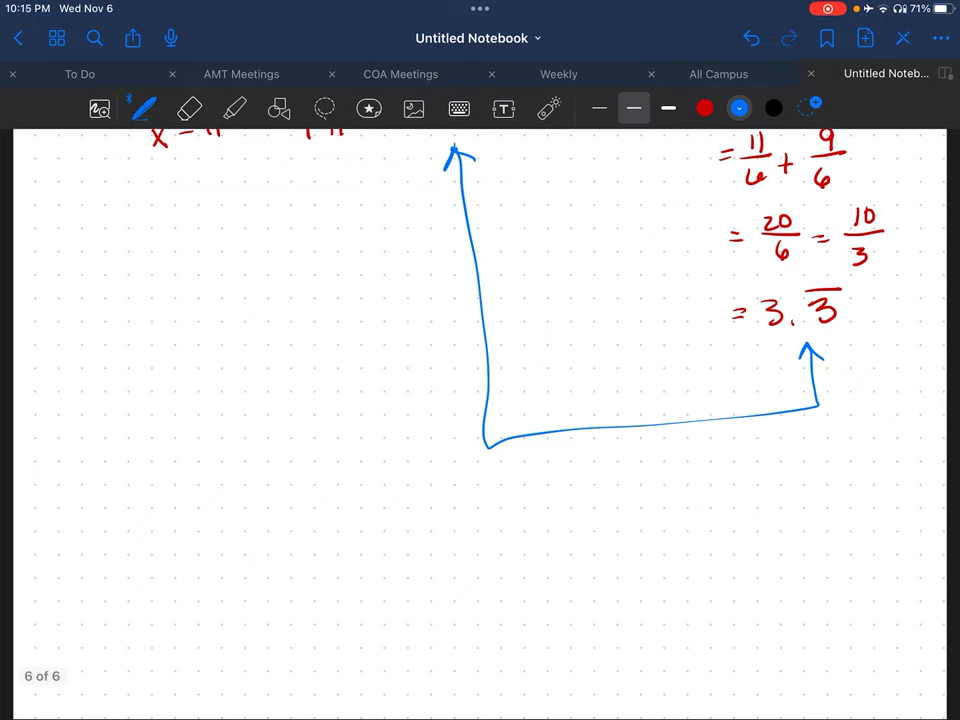 10:15 PM Wed Nov 6
71%
Untitled Notebook
To Do
AMT Meetings
COA Meetings
Weekly
All Campus
Untitled Noteb...
T
= 11/6 + 9/6
= 20/6 = 10/3
= 3.3̅
6 of 6